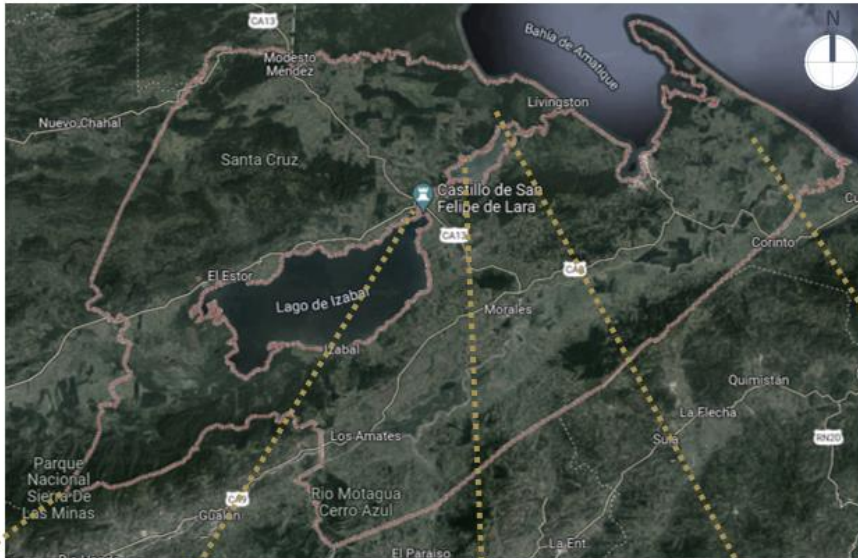 CA13
N
Modesto
Méndez
Bahía de Amatique
Livingston
Nuevo Chahal
Santa Cruz
Castillo de San
Felipe de Lara
CA13
Corinto
El Estor
CA9
Lago de Izabal
Morales
Izabal
Quimistán
La Flecha
Los Amates
Sula
RN20
Parque
Nacional
Sierra De
Las Minas
CA9
Rio Motagua
Cerro Azul
Gualán
La Ent
El Paraiso